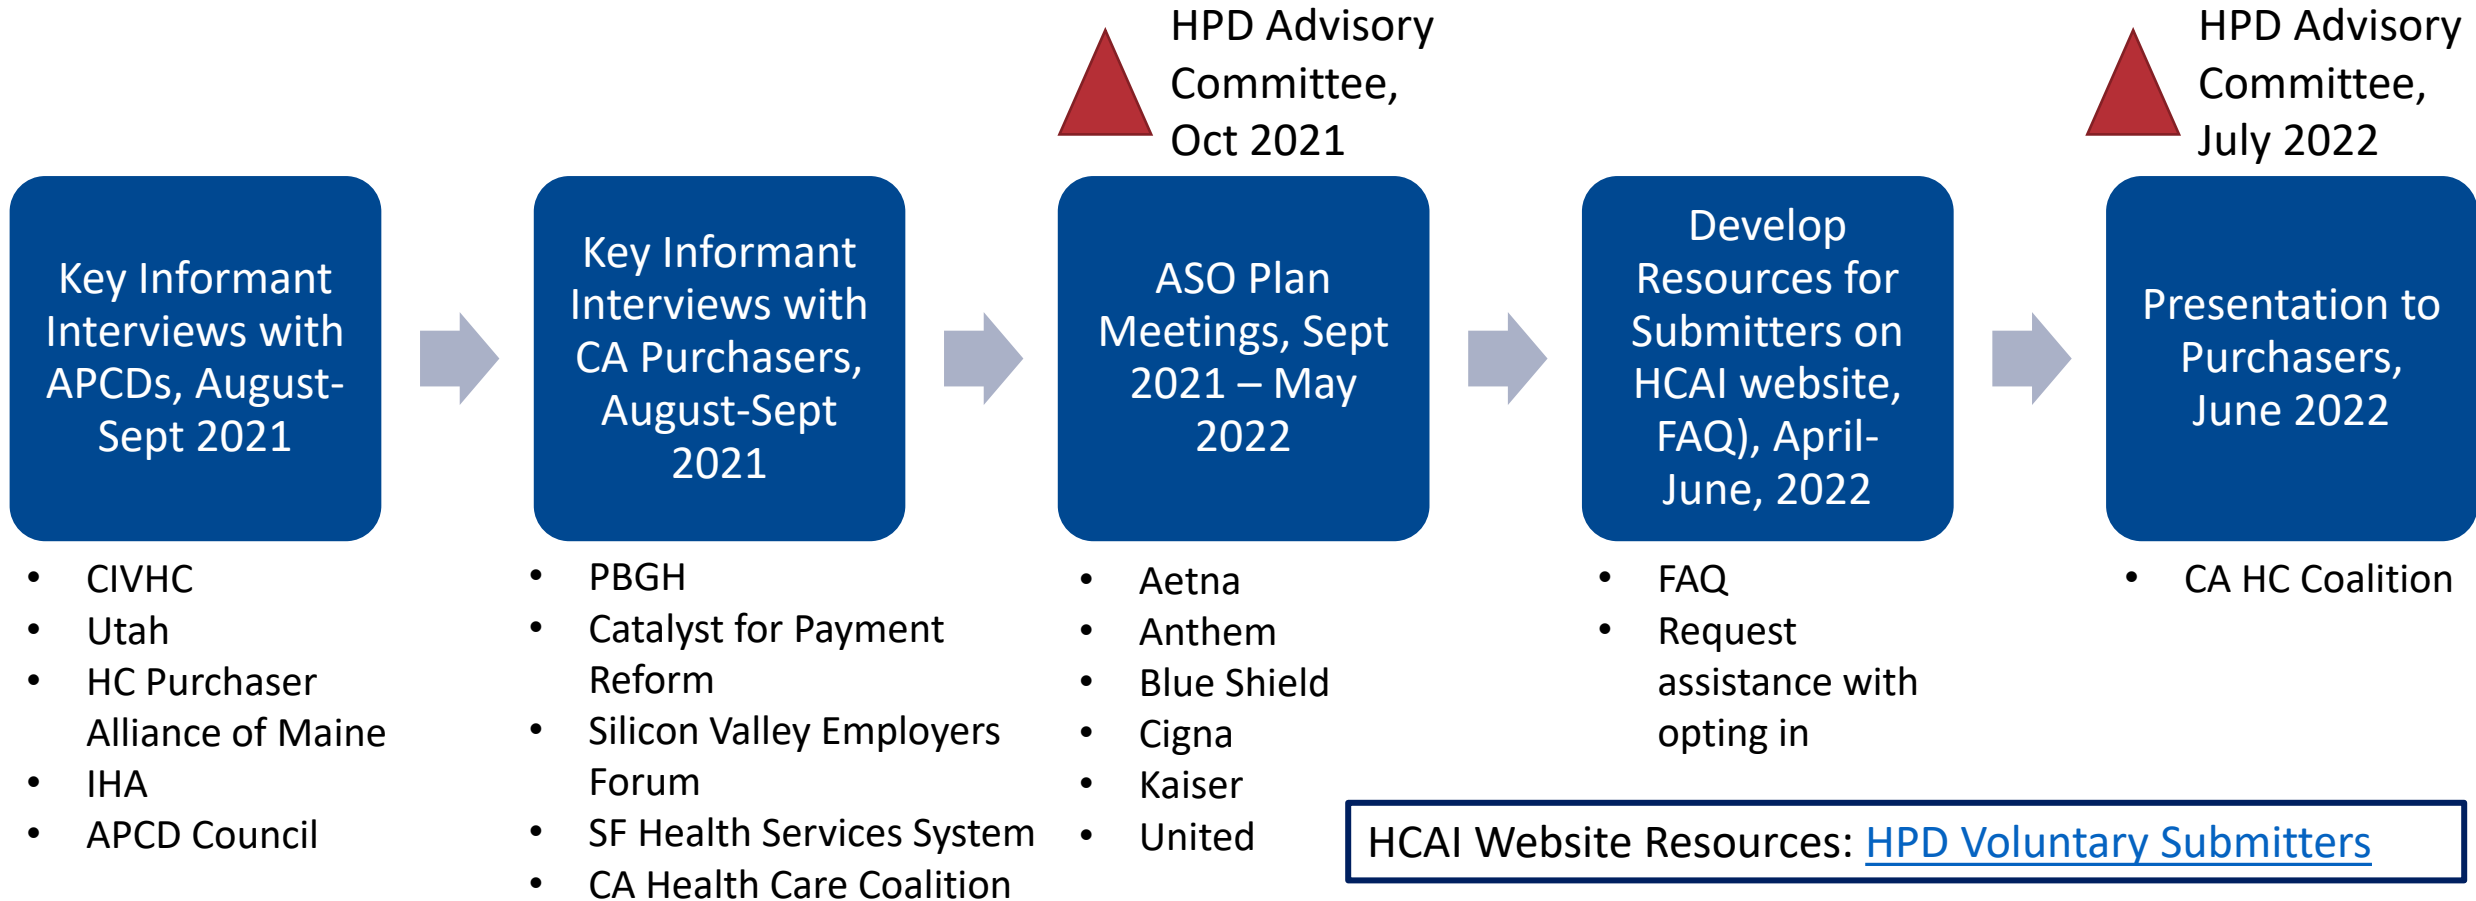 HPD Advisory
Committee,
Oct 2021
HPD Advisory
Committee,
July 2022
Key Informant
Interviews with
APCDs, August-
Sept 2021
Key Informant
Interviews with
CA Purchasers,
August-Sept
2021
ASO Plan
Meetings, Sept
2021 – May
2022
Develop
Resources for
Submitters on
HCAI website,
FAQ), April-
June, 2022
Presentation to
Purchasers,
June 2022
• CIVHC
• Utah
• HC Purchaser
Alliance of Maine
• IHA
• APCD Council
• PBGH
• Catalyst for Payment
Reform
• Silicon Valley Employers
Forum
• SF Health Services System
• CA Health Care Coalition
• Aetna
• Anthem
• Blue Shield
• Cigna
• Kaiser
• United
• FAQ
• Request
assistance with
opting in
• CA HC Coalition
HCAI Website Resources: HPD Voluntary Submitters